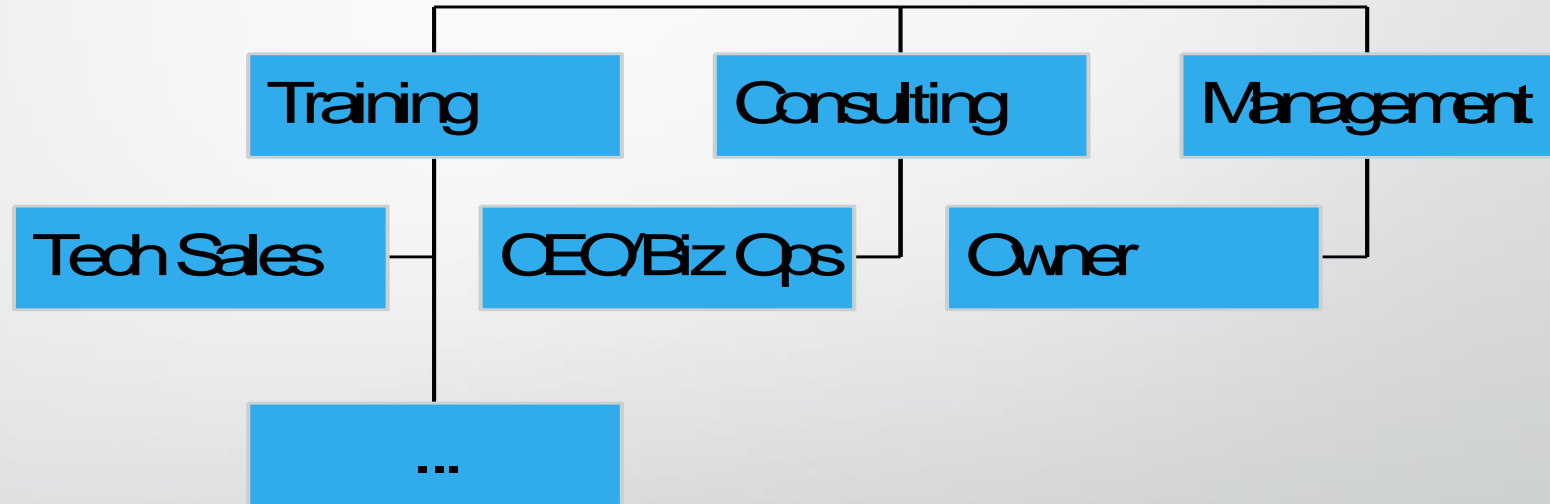 Training
Consulting
Management
Tech Sales
CEO/Biz Ops
Owner
...